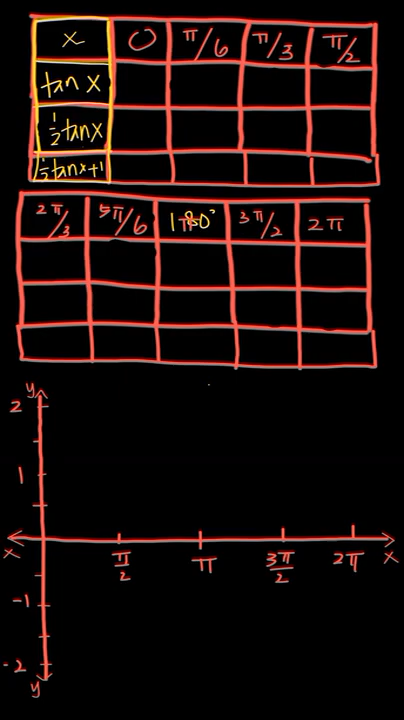 x 0 π/6 π/3 π/2
tan x
½ tan x
½ tan x + 1
2π/3 5π/6 180° 3π/2 2π
y
2
1
x π/2 π 3π/2 2π x
-1
-2
y